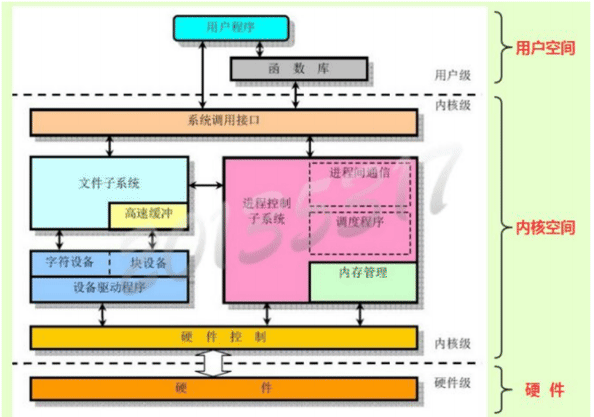 用户程序
函 数 库
用户级
用户空间
内核级
系统调用接口
文件子系统
高速缓冲
进程控制
子系统
进程间通信
调度程序
内存管理
内核空间
字符设备
块设备
设备驱动程序
硬 件 控 制
内核级
硬 件
硬件级
硬 件